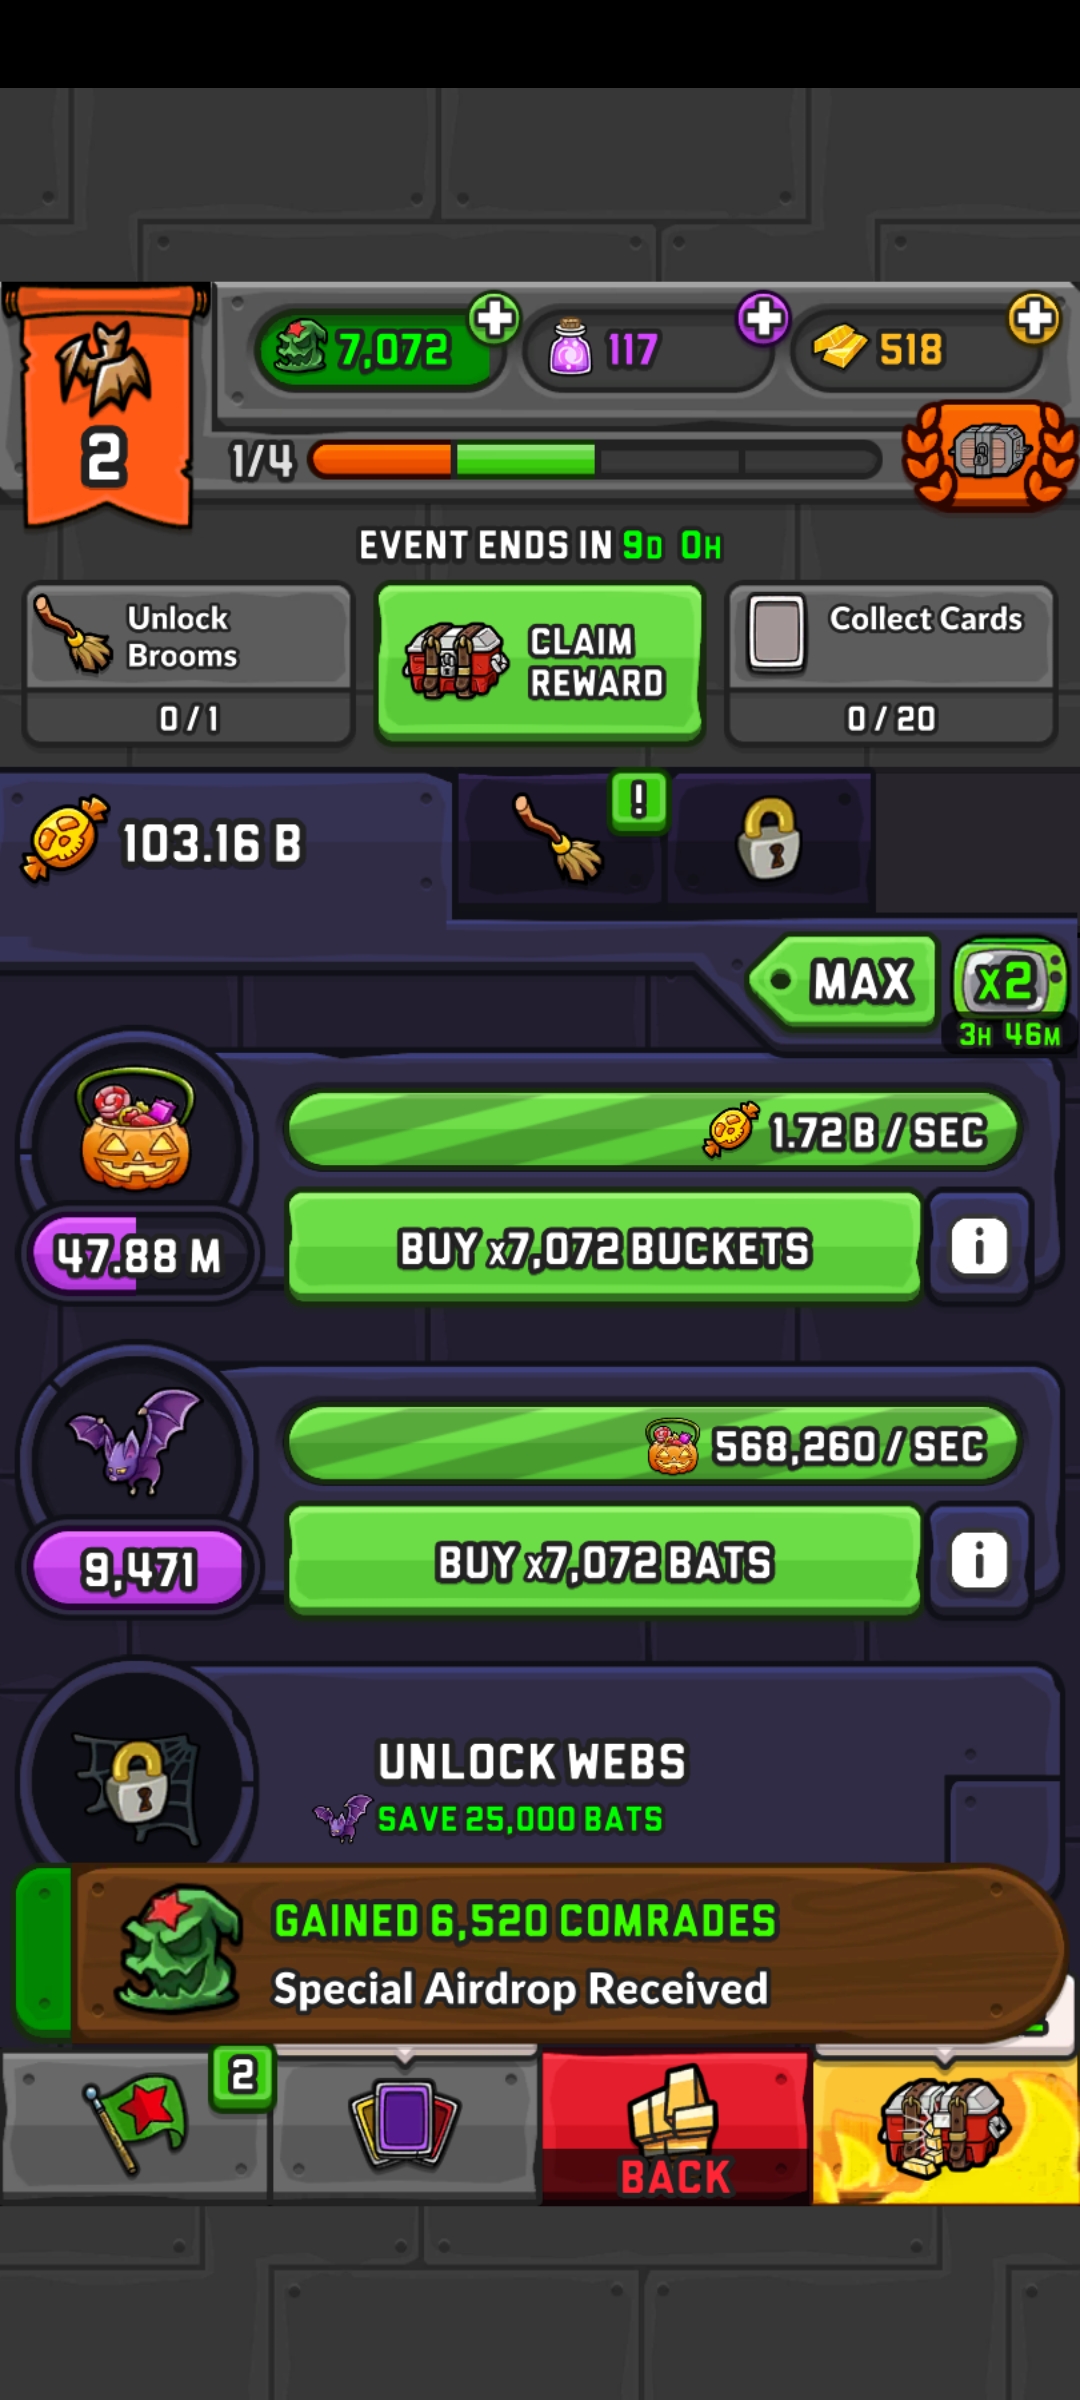 7,072
117
518
2
1/4
EVENT ENDS IN 9D 0H
Unlock
Brooms
0 / 1
CLAIM
REWARD
Collect Cards
0 / 20
103.16 B
!
MAX
x2
3H 46M
1.72 B / SEC
47.88 M
BUY x7,072 BUCKETS
i
568,260 / SEC
9,471
BUY x7,072 BATS
i
UNLOCK WEBS
SAVE 25,000 BATS
GAINED 6,520 COMRADES
Special Airdrop Received
2
BACK